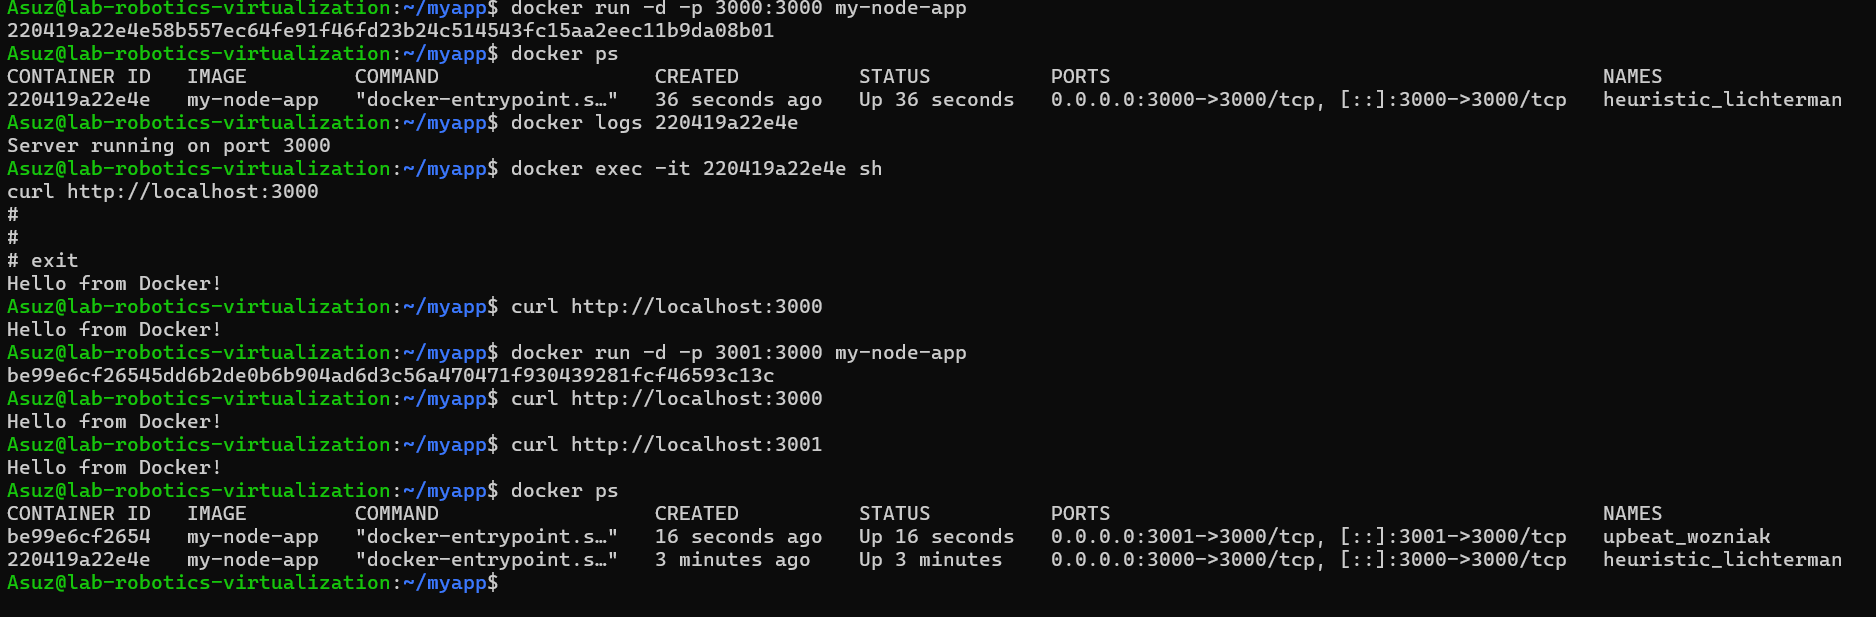 Asuz@lab-robotics-virtualization:~/myapp$ docker run -d -p 3000:3000 my-node-app
220419a22e4e58b557ec64fe91f46fd23b24c514543fc15aa2eec11b9da08b01
Asuz@lab-robotics-virtualization:~/myapp$ docker ps
CONTAINER ID   IMAGE         COMMAND                  CREATED          STATUS          PORTS                                         NAMES
220419a22e4e   my-node-app   "docker-entrypoint.s…"   36 seconds ago   Up 36 seconds   0.0.0.0:3000->3000/tcp, [::]:3000->3000/tcp   heuristic_lichterman
Asuz@lab-robotics-virtualization:~/myapp$ docker logs 220419a22e4e
Server running on port 3000
Asuz@lab-robotics-virtualization:~/myapp$ docker exec -it 220419a22e4e sh
curl http://localhost:3000
#
#
# exit
Hello from Docker!
Asuz@lab-robotics-virtualization:~/myapp$ curl http://localhost:3000
Hello from Docker!
Asuz@lab-robotics-virtualization:~/myapp$ docker run -d -p 3001:3000 my-node-app
be99e6cf26545dd6b2de0b6b904ad6d3c56a470471f930439281fcf46593c13c
Asuz@lab-robotics-virtualization:~/myapp$ curl http://localhost:3000
Hello from Docker!
Asuz@lab-robotics-virtualization:~/myapp$ curl http://localhost:3001
Hello from Docker!
Asuz@lab-robotics-virtualization:~/myapp$ docker ps
CONTAINER ID   IMAGE         COMMAND                  CREATED          STATUS          PORTS                                         NAMES
be99e6cf2654   my-node-app   "docker-entrypoint.s…"   16 seconds ago   Up 16 seconds   0.0.0.0:3001->3000/tcp, [::]:3001->3000/tcp   upbeat_wozniak
220419a22e4e   my-node-app   "docker-entrypoint.s…"   3 minutes ago    Up 3 minutes    0.0.0.0:3000->3000/tcp, [::]:3000->3000/tcp   heuristic_lichterman
Asuz@lab-robotics-virtualization:~/myapp$